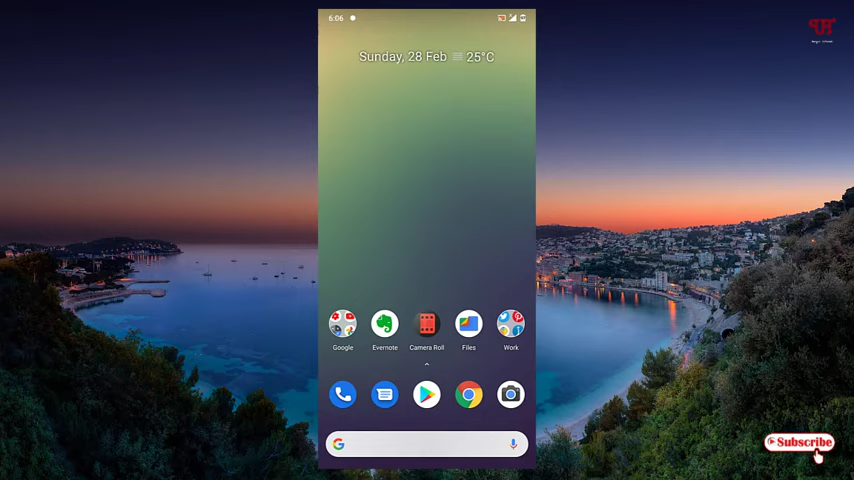 6:06
Sunday, 28 Feb 25°C
Google
Evernote
Camera Roll
Files
Work
Subscribe